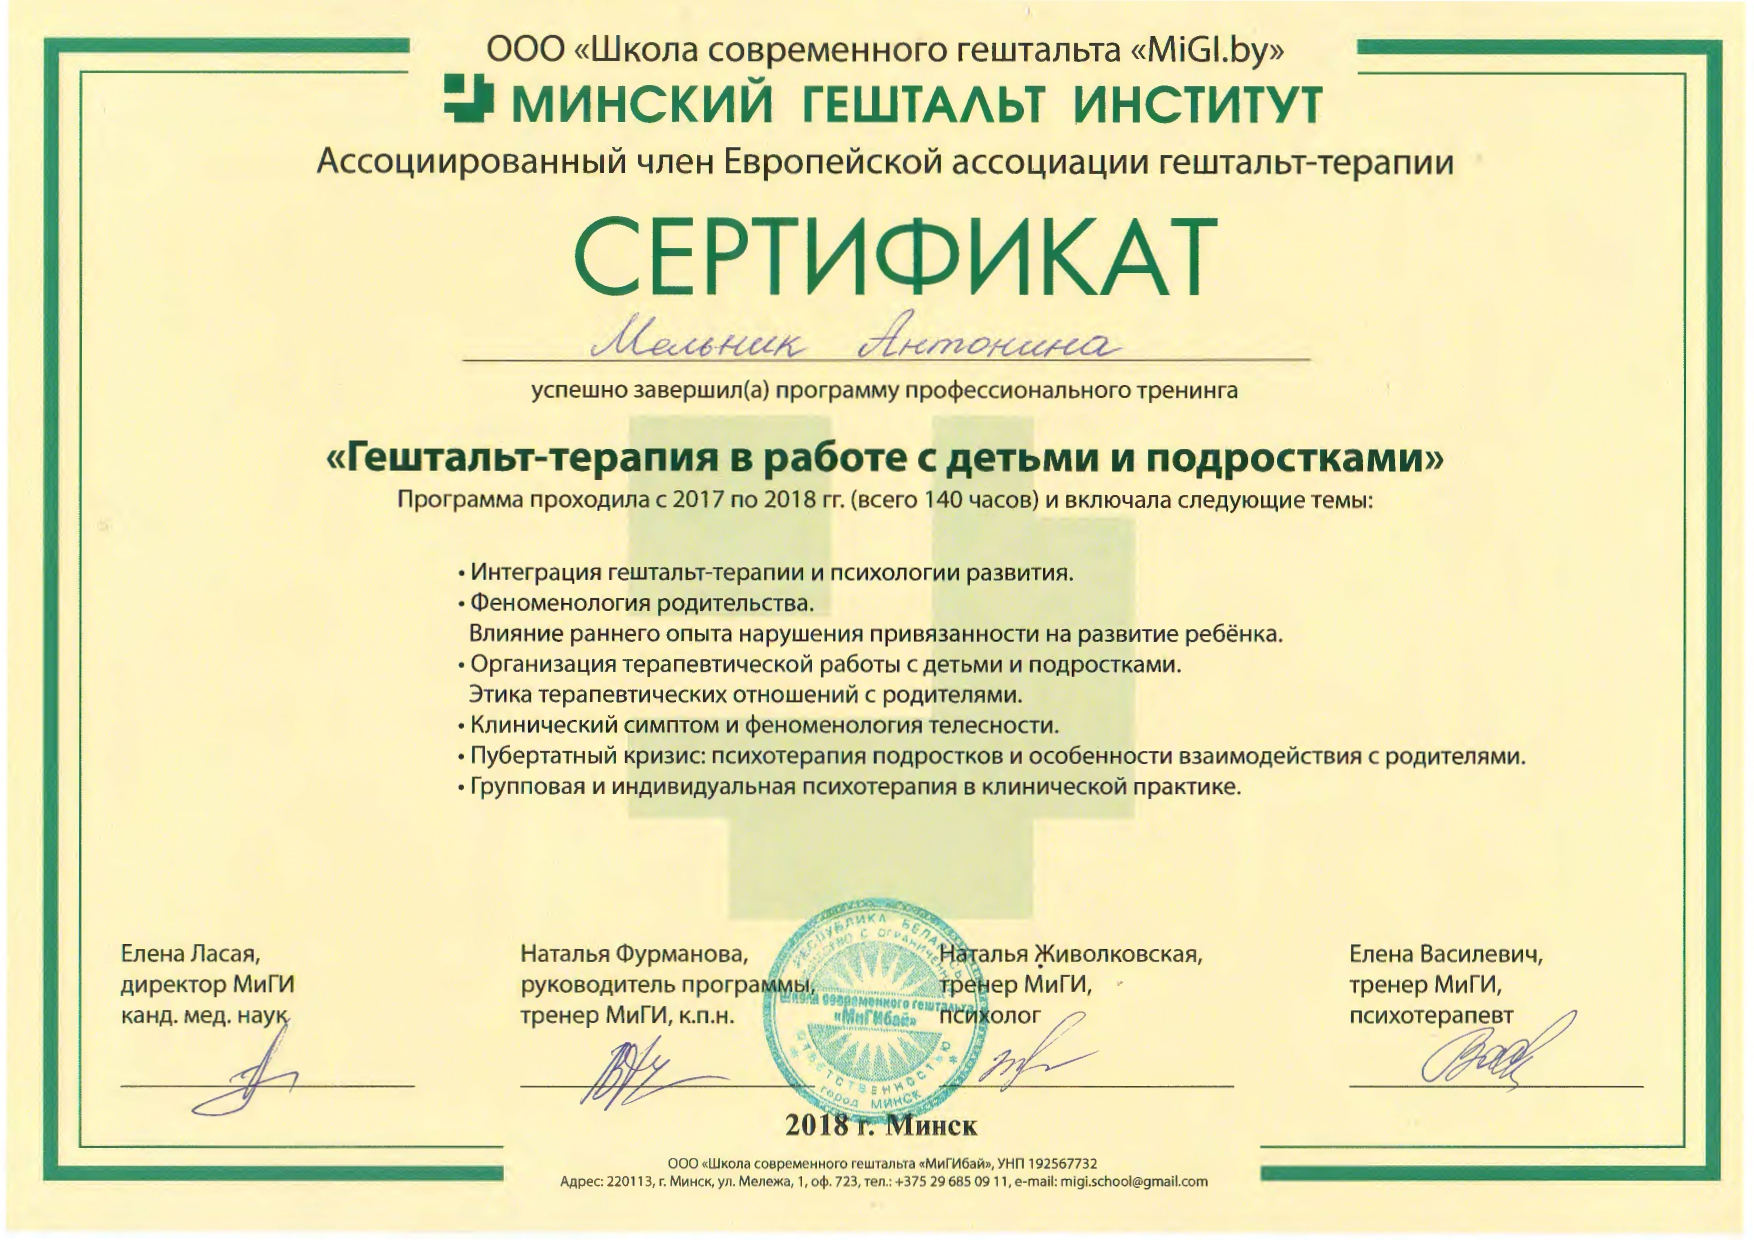 ООО «Школа современного гештальта «MiGI.by»
МИНСКИЙ ГЕШТАЛЬТ ИНСТИТУТ
Ассоциированный член Европейской ассоциации гештальт-терапии
СЕРТИФИКАТ
Мельник Антонина
успешно завершил(а) программу профессионального тренинга
«Гештальт-терапия в работе с детьми и подростками»
Программа проходила с 2017 по 2018 гг. (всего 140 часов) и включала следующие темы:
• Интеграция гештальт-терапии и психологии развития.
• Феноменология родительства.
Влияние раннего опыта нарушения привязанности на развитие ребёнка.
• Организация терапевтической работы с детьми и подростками.
Этика терапевтических отношений с родителями.
• Клинический симптом и феноменология телесности.
• Пубертатный кризис: психотерапия подростков и особенности взаимодействия с родителями.
• Групповая и индивидуальная психотерапия в клинической практике.
Елена Ласая,
директор МиГИ
канд. мед. наук
Наталья Фурманова,
руководитель программы,
тренер МиГИ, к.п.н.
РЕСПУБЛИКА БЕЛАРУСЬ
Школа современного гештальта
«МиГИбай»
ОТВЕТСТВЕННОСТЬЮ
город МИНСК
Наталья Живолковская,
тренер МиГИ,
психолог
Елена Василевич,
тренер МиГИ,
психотерапевт
2018 г. Минск
ООО «Школа современного гештальта «МиГИбай», УНП 192567732
Адрес: 220113, г. Минск, ул. Мележа, 1, оф. 723, тел.: +375 29 685 09 11, e-mail: migi.school@gmail.com